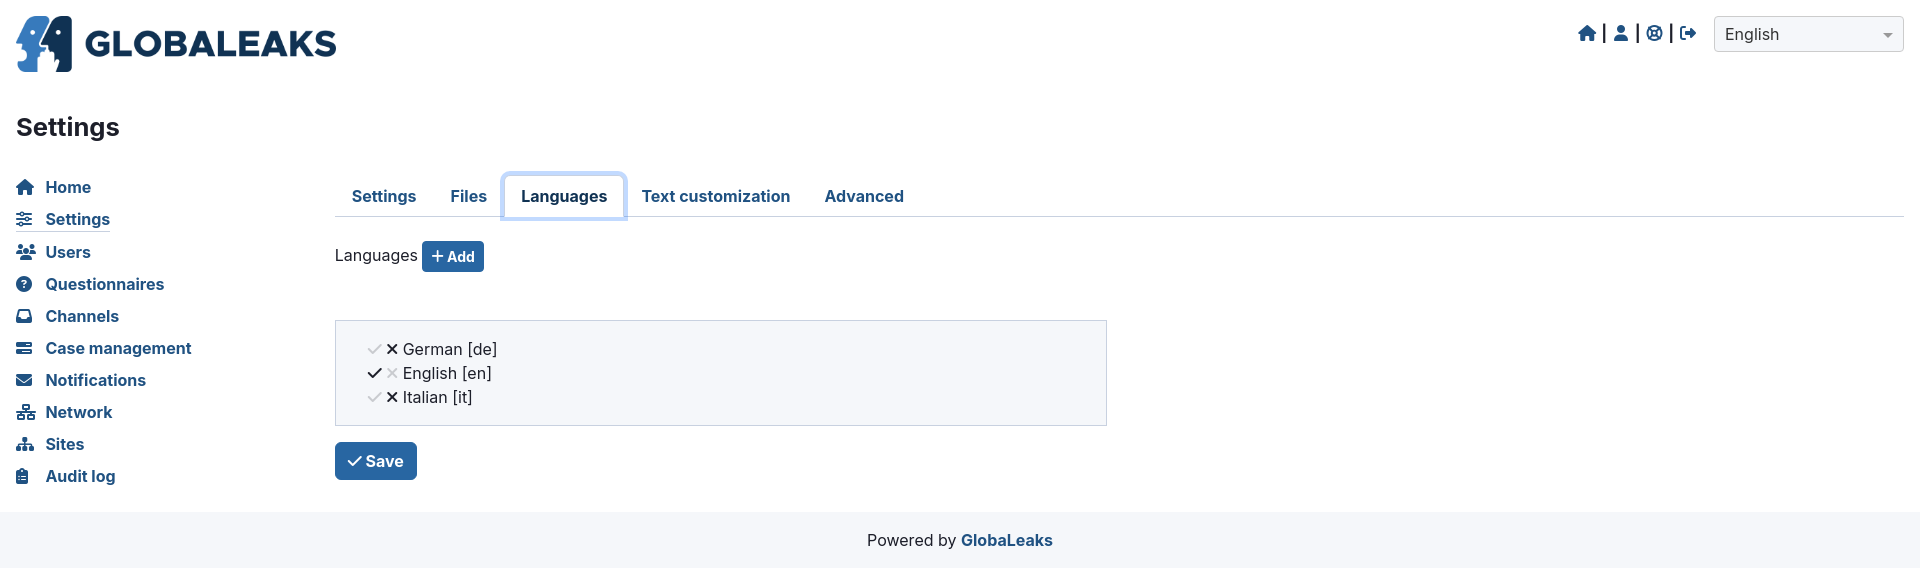 GLOBALEAKS
English
Settings
Home
Settings
Users
Questionnaires
Channels
Case management
Notifications
Network
Sites
Audit log
Settings Files Languages Text customization Advanced
Languages Add
German [de]
English [en]
Italian [it]
Save
Powered by GlobaLeaks